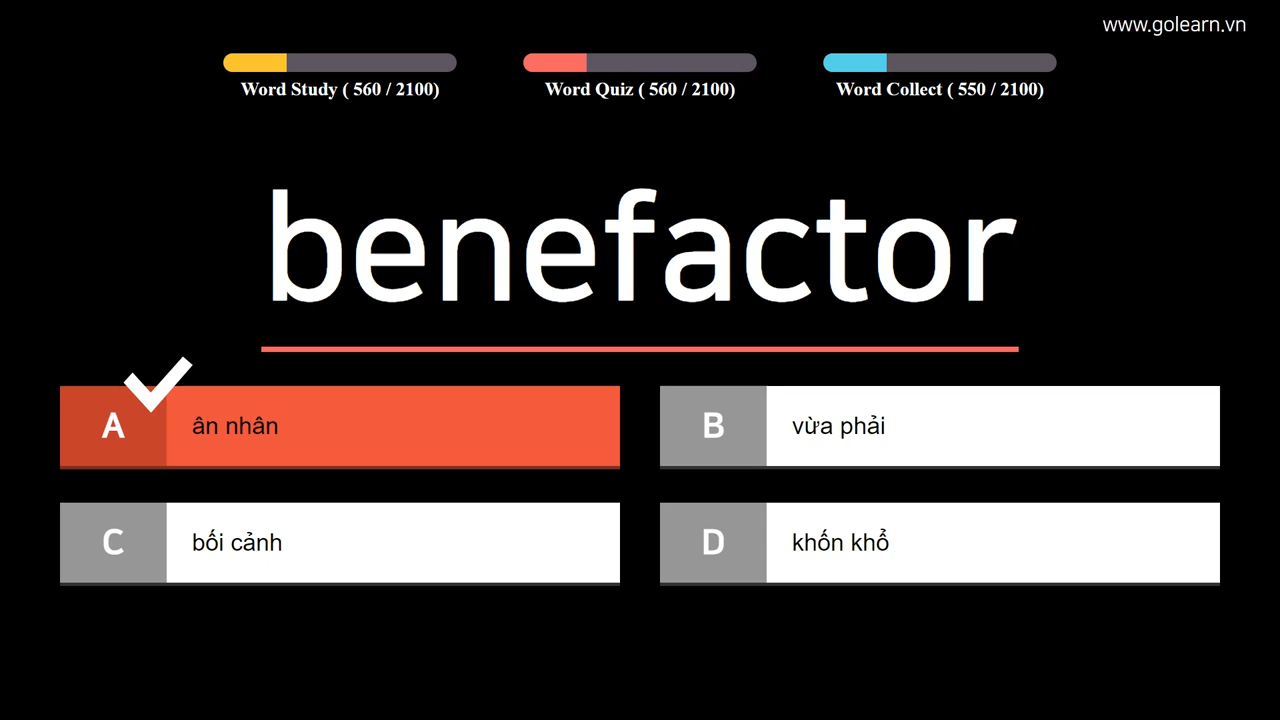 www.golearn.vn
Word Study ( 560 / 2100)
Word Quiz ( 560 / 2100)
Word Collect ( 550 / 2100)
benefactor
A ân nhân
B vừa phải
C bối cảnh
D khốn khổ